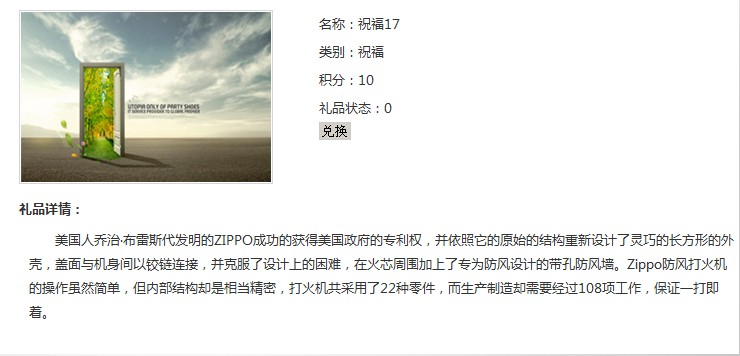 UTOPIA ONLY OF PARTY SHOES
IT SERVICE PROVIDER TO GLOBAL PREMIER
名称：祝福17
类别：祝福
积分：10
礼品状态：0
兑换
礼品详情：
美国人乔治·布雷斯代发明的ZIPPO成功的获得美国政府的专利权，并依照它的原始的结构重新设计了灵巧的长方形的外
壳，盖面与机身间以铰链连接，并克服了设计上的困难，在火芯周围加上了专为防风设计的带孔防风墙。Zippo防风打火机
的操作虽然简单，但内部结构却是相当精密，打火机共采用了22种零件，而生产制造却需要经过108项工作，保证一打即
着。